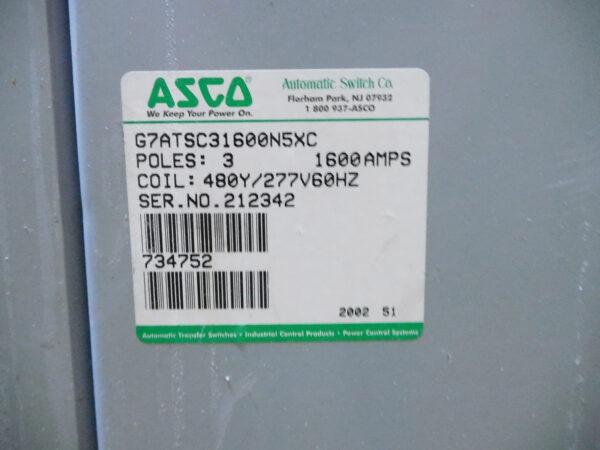 ASCO®
We Keep Your Power On.
Automatic Switch Co.
Florham Park, NJ 07932
1 800 937-ASCO
G7ATSC31600N5XC
POLES: 3 1600AMPS
COIL: 480Y/277V60HZ
SER.NO.212342
734752
2002 51
Automatic Transfer Switches • Industrial Control Products • Power Control Systems